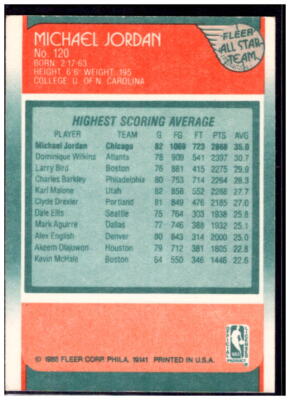 MICHAEL JORDAN
No. 120
BORN: 2-17-63
HEIGHT: 6'6" WEIGHT: 195
COLLEGE: U. of N. CAROLINA
FLEER
ALL STAR
TEAM
HIGHEST SCORING AVERAGE
PLAYER TEAM G FG FT PTS AVG
Michael Jordan Chicago 82 1069 723 2868 35.0
Dominique Wilkins Atlanta 78 909 541 2397 30.7
Larry Bird Boston 76 881 415 2275 29.9
Charles Barkley Philadelphia 80 753 714 2264 28.3
Karl Malone Utah 82 858 552 2268 27.7
Clyde Drexler Portland 81 849 476 2185 27.0
Dale Ellis Seattle 75 764 303 1938 25.8
Mark Aguirre Dallas 77 746 388 1932 25.1
Alex English Denver 80 843 314 2000 25.0
Akeem Olajuwon Houston 79 712 381 1805 22.8
Kevin McHale Boston 64 550 346 1446 22.6
© 1988 FLEER CORP. PHILA. 19141 PRINTED IN U.S.A.
NBA